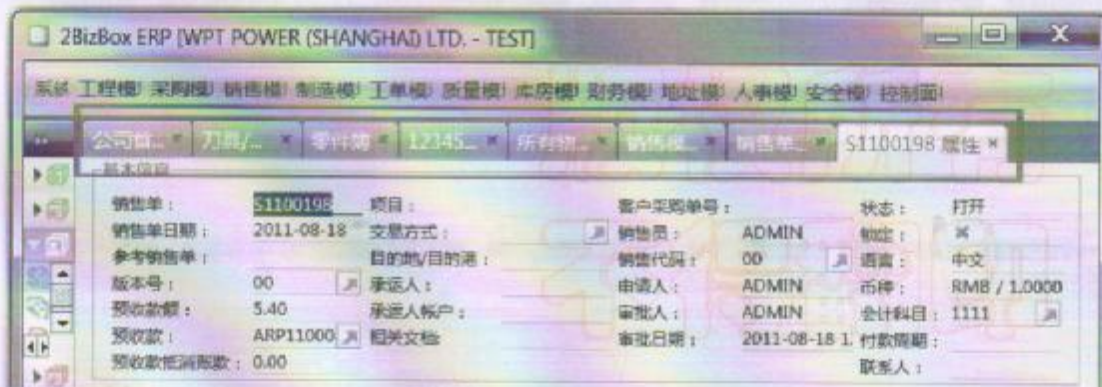 2BizBox ERP [WPT POWER (SHANGHAI) LTD. - TEST]
系统 工程模 采购模 销售模 制造模 工单模 质量模 库房模 财务模 地址模 人事模 安全模 控制面
公司首... 刀具/... 零件簿 12345... 所有物... 销售模... 销售单... S1100198 属性
基本信息
销售单: S1100198 项目: 客户采购单号: 状态: 打开
销售单日期: 2011-08-18 交易方式: 销售员: ADMIN 锁定:
参考销售单: 目的地/目的港: 销售代码: 00 语言: 中文
版本号: 00 承运人: 申请人: ADMIN 币种: RMB / 1.0000
预收款额: 5.40 承运人帐户: 审批人: ADMIN 会计科目: 1111
预收款: ARP11000 相关文档: 审批日期: 2011-08-18 1. 付款周期:
预收款抵消账款: 0.00 联系人: